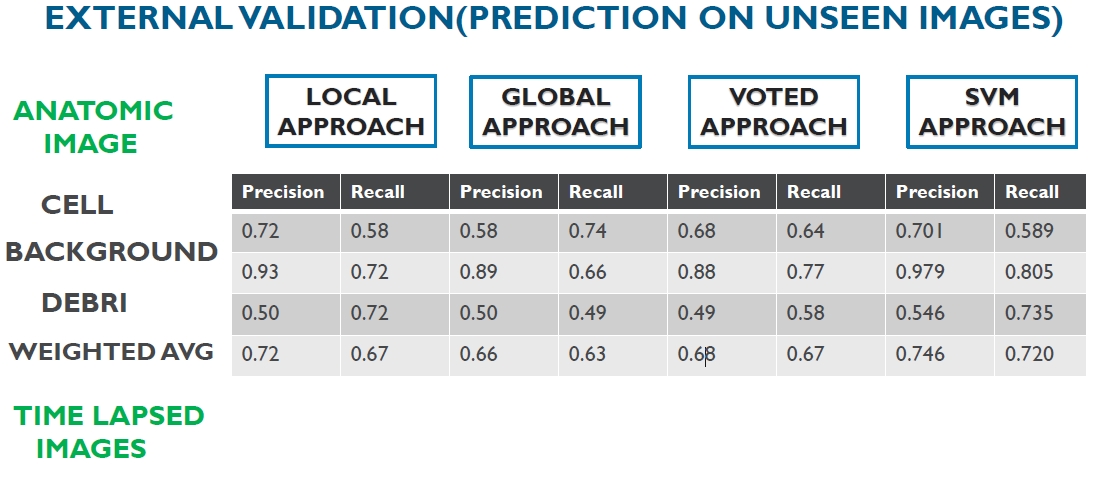 EXTERNAL VALIDATION(PREDICTION ON UNSEEN IMAGES)
ANATOMIC
IMAGE
LOCAL
APPROACH
GLOBAL
APPROACH
VOTED
APPROACH
SVM
APPROACH
Precision Recall Precision Recall Precision Recall Precision Recall
CELL 0.72 0.58 0.58 0.74 0.68 0.64 0.701 0.589
BACKGROUND 0.93 0.72 0.89 0.66 0.88 0.77 0.979 0.805
DEBRI 0.50 0.72 0.50 0.49 0.49 0.58 0.546 0.735
WEIGHTED AVG 0.72 0.67 0.66 0.63 0.68 0.67 0.746 0.720
TIME LAPSED
IMAGES